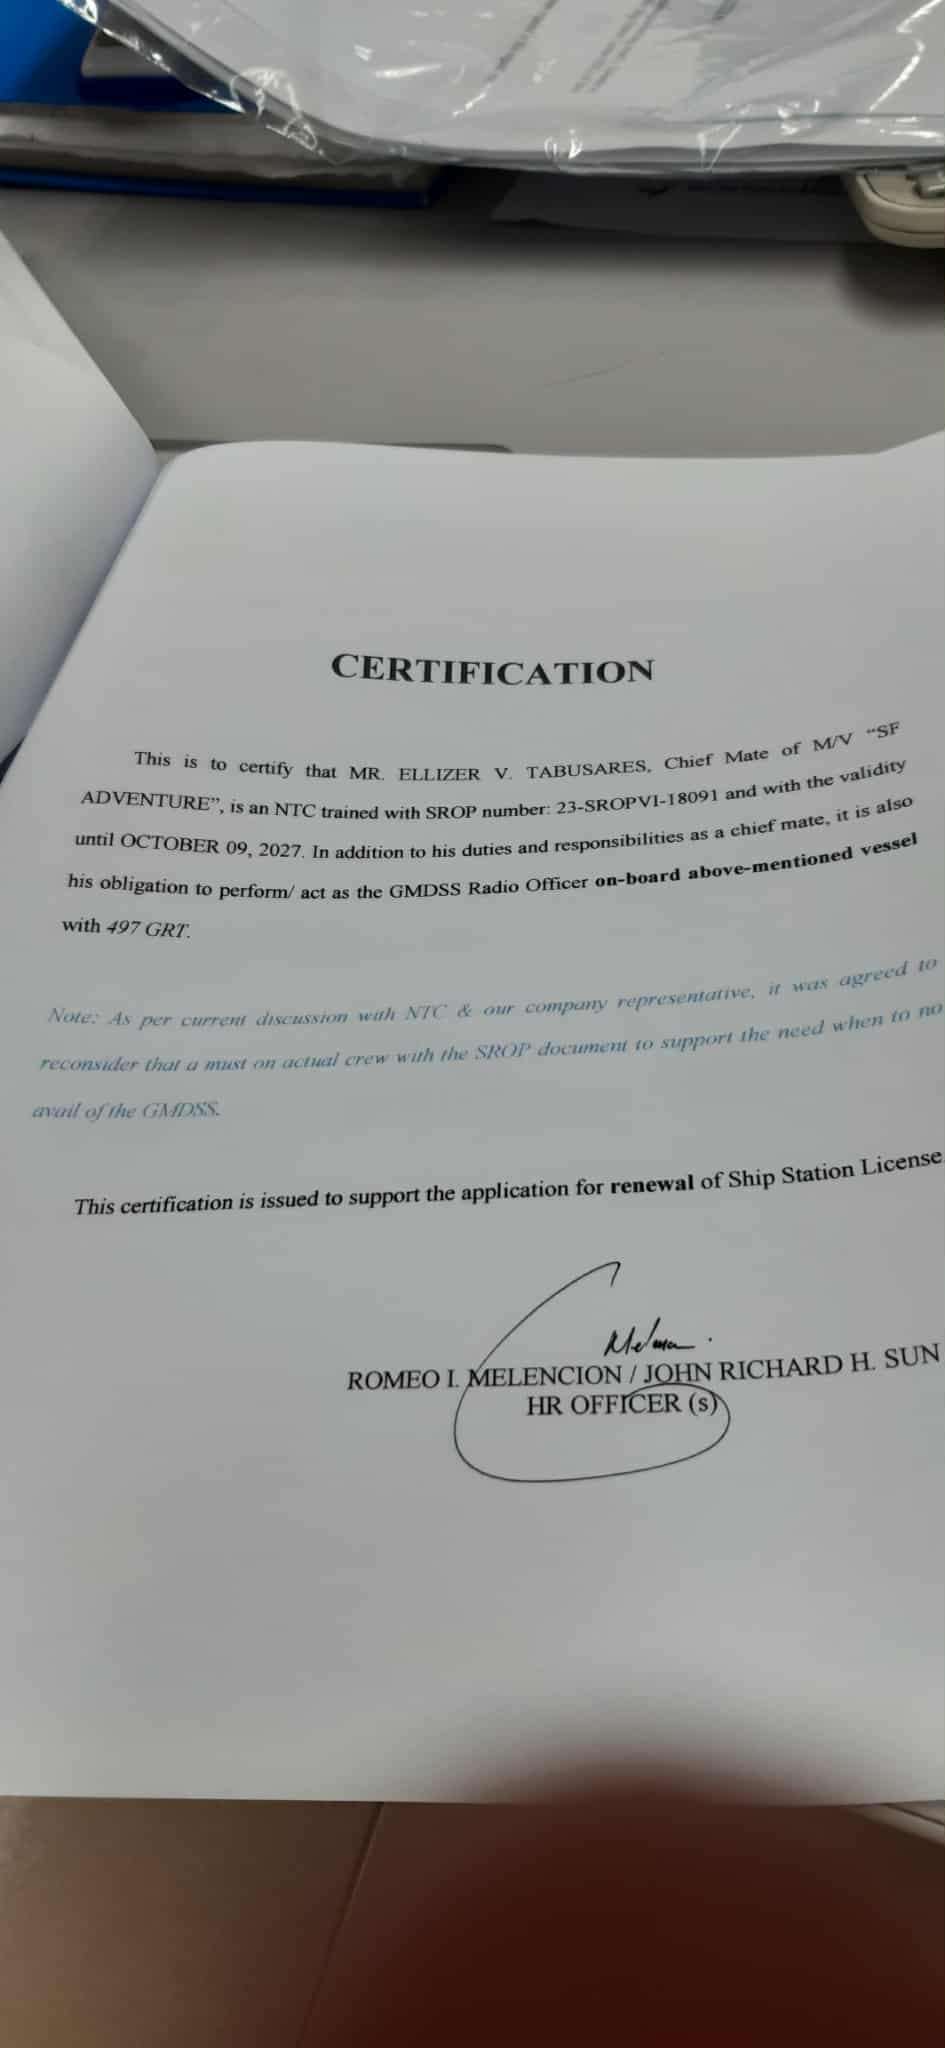 CERTIFICATION
This is to certify that MR. ELLIZER V. TABUSARES, Chief Mate of M/V “SF
ADVENTURE”, is an NTC trained with SROP number: 23-SROPVI-18091 and with the validity
until OCTOBER 09, 2027. In addition to his duties and responsibilities as a chief mate, it is also
his obligation to perform/ act as the GMDSS Radio Officer on-board above-mentioned vessel
with 497 GRT.
Note: As per current discussion with NTC & our company representative, it was agreed to
reconsider that a must on actual crew with the SROP document to support the need when to no
avail of the GMDSS.
This certification is issued to support the application for renewal of Ship Station License.
ROMEO I. MELENCION / JOHN RICHARD H. SUN
HR OFFICER (s)